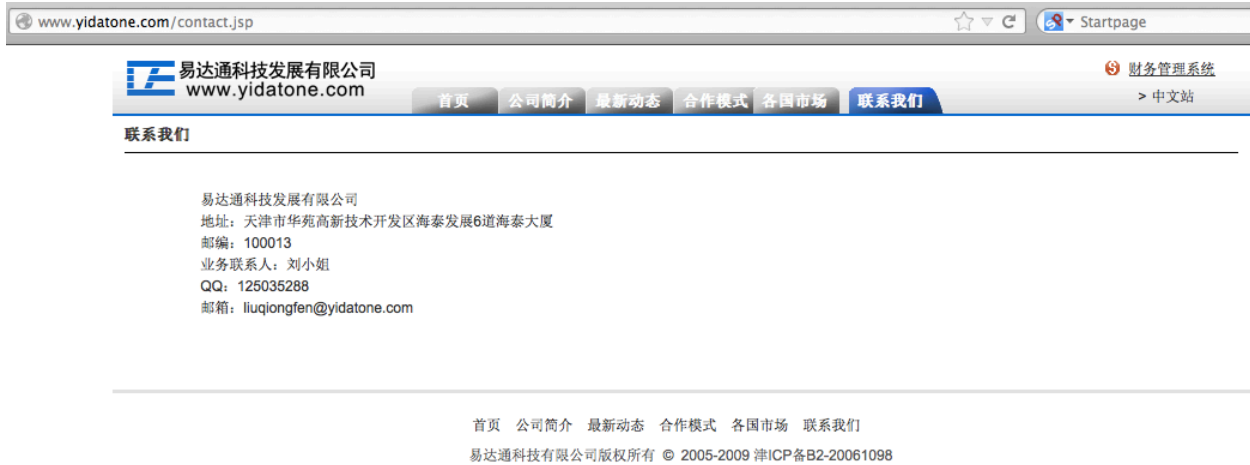 www.yidatone.com/contact.jsp
Startpage
易达通科技发展有限公司
www.yidatone.com
财务管理系统
> 中文站
首页 公司简介 最新动态 合作模式 各国市场 联系我们
联系我们
易达通科技发展有限公司
地址：天津市华苑高新技术开发区海泰发展6道海泰大厦
邮编：100013
业务联系人：刘小姐
QQ：125035288
邮箱：liuqiongfen@yidatone.com
首页 公司简介 最新动态 合作模式 各国市场 联系我们
易达通科技有限公司版权所有 © 2005-2009 津ICP备B2-20061098